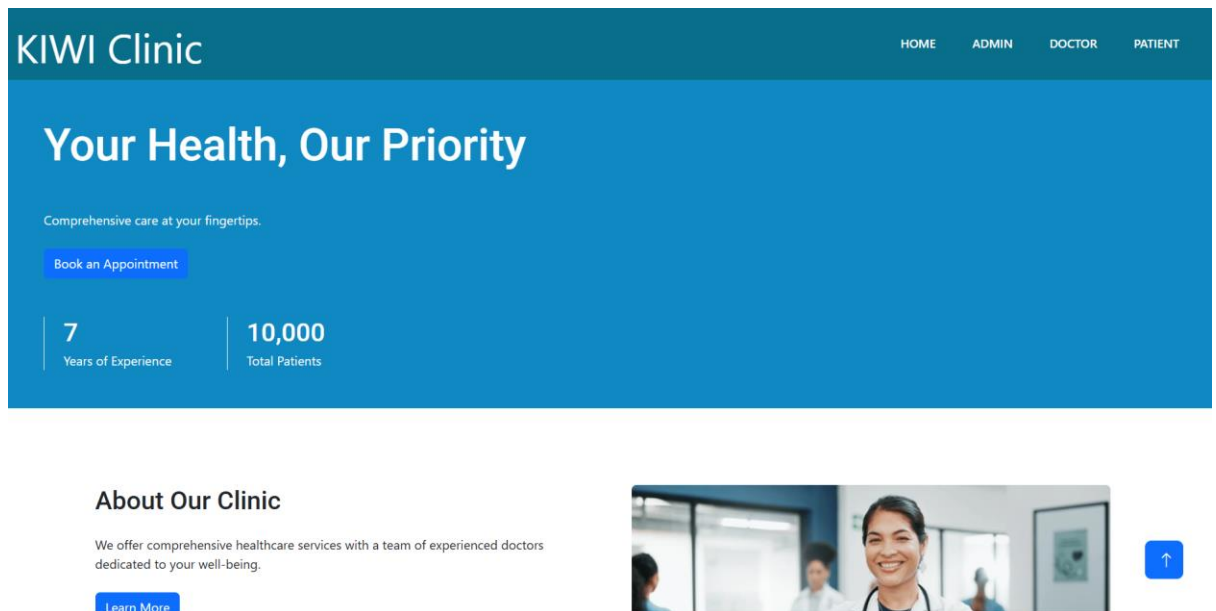 KIWI Clinic
HOME ADMIN DOCTOR PATIENT
Your Health, Our Priority
Comprehensive care at your fingertips.
Book an Appointment
7
Years of Experience
10,000
Total Patients
About Our Clinic
We offer comprehensive healthcare services with a team of experienced doctors
dedicated to your well-being.
Learn More